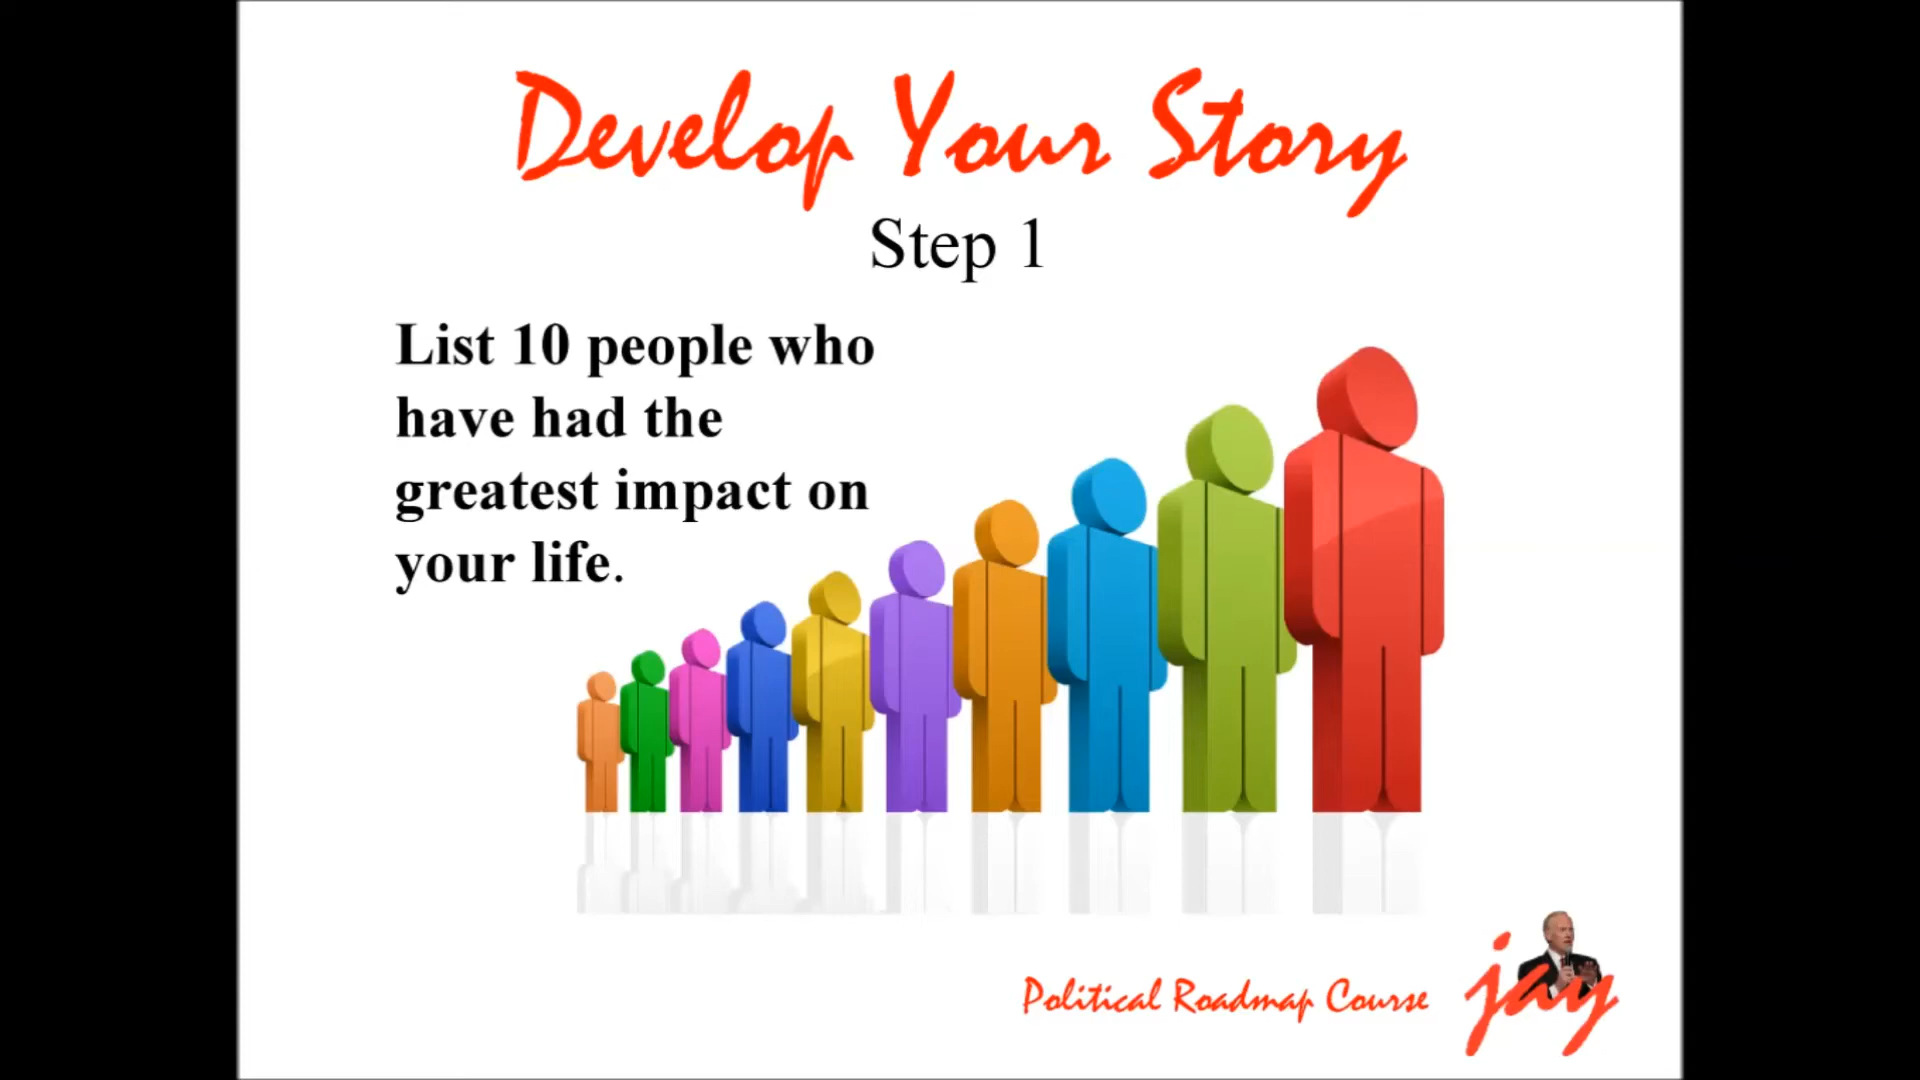 Develop Your Story
Step 1
List 10 people who
have had the
greatest impact on
your life.
Political Roadmap Course
jay